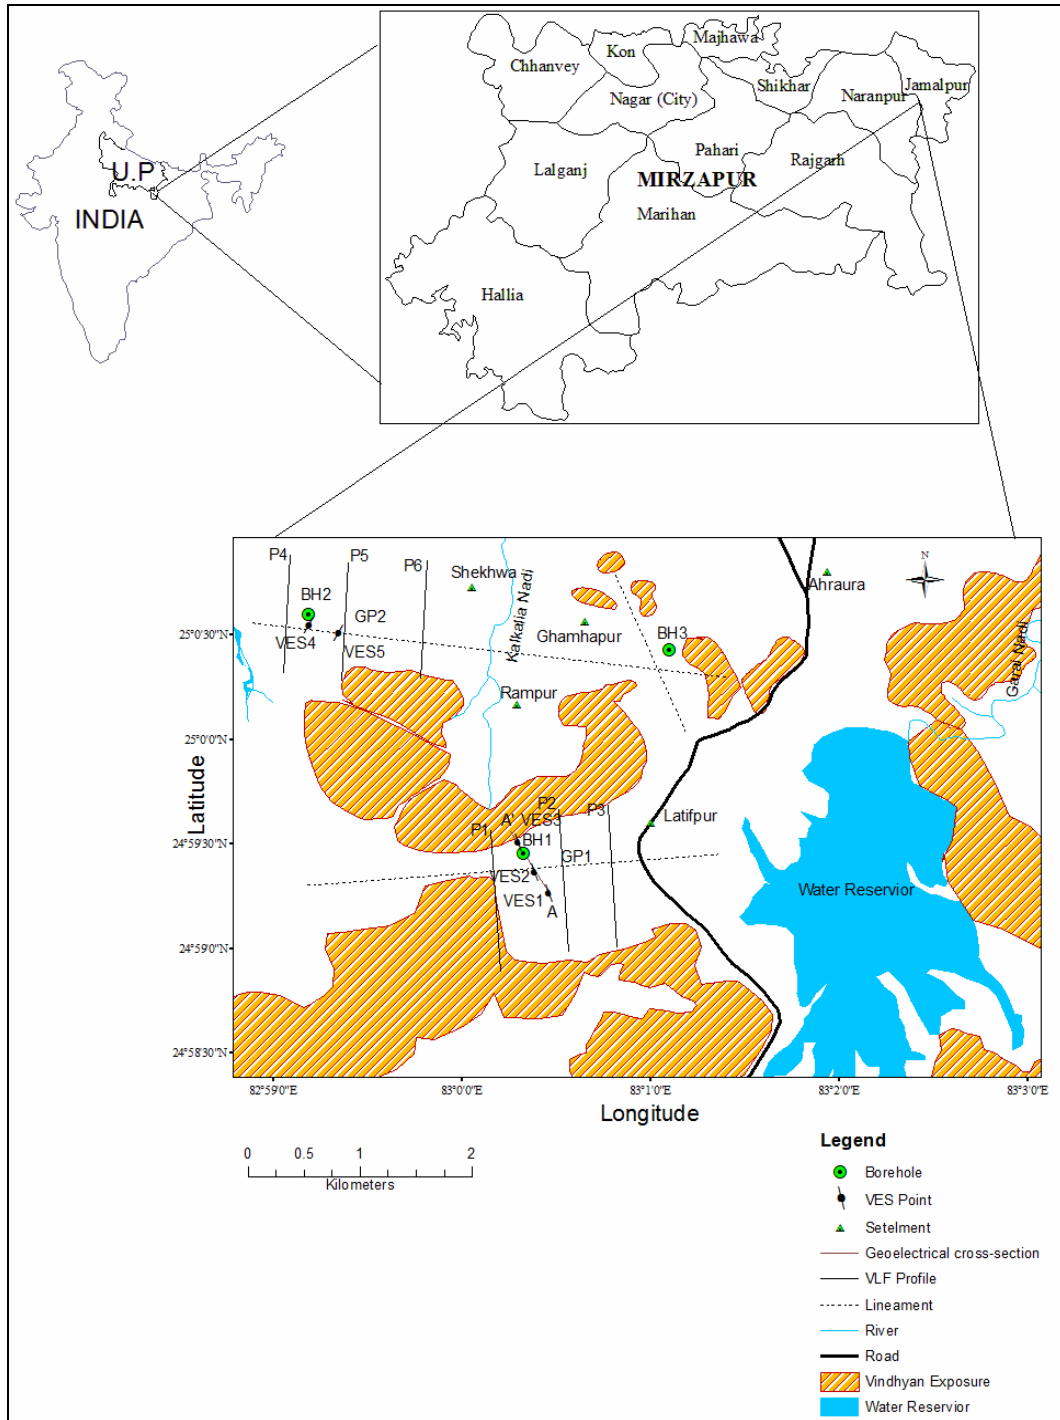 U.P
INDIA
Majhawa
Kon
Chhanvey
Shikhar
Jamalpur
Nagar (City)
Naranpur
Pahari
Rajgarh
Lalganj
MIRZAPUR
Marihan
Hallia
P4
P5
P6
Shekhwa
Kalkalia Nadi
N
Ahraura
BH2
GP2
VES4
VES5
Ghamhapur
BH3
Garai Nadi
Rampur
P1
P2
P3
A' VES3
BH1
GP1
VES2
VES1
A
Latifpur
Water Reservior
25°0'30"N
25°0'0"N
24°59'30"N
24°59'0"N
24°58'30"N
Latitude
82°59'0"E
83°0'0"E
83°1'0"E
83°2'0"E
83°3'0"E
Longitude
0 0.5 1 2
Kilometers
Legend
Borehole
VES Point
Setelment
Geoelectrical cross-section
VLF Profile
Lineament
River
Road
Vindhyan Exposure
Water Reservior